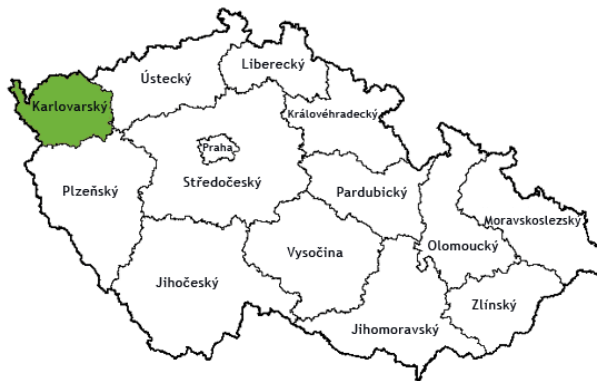 Liberecký
Ústecký
Karlovarský
Královéhradecký
Praha
Středočeský
Plzeňský
Pardubický
Moravskoslezský
Olomoucký
Vysočina
Jihočeský
Zlínský
Jihomoravský